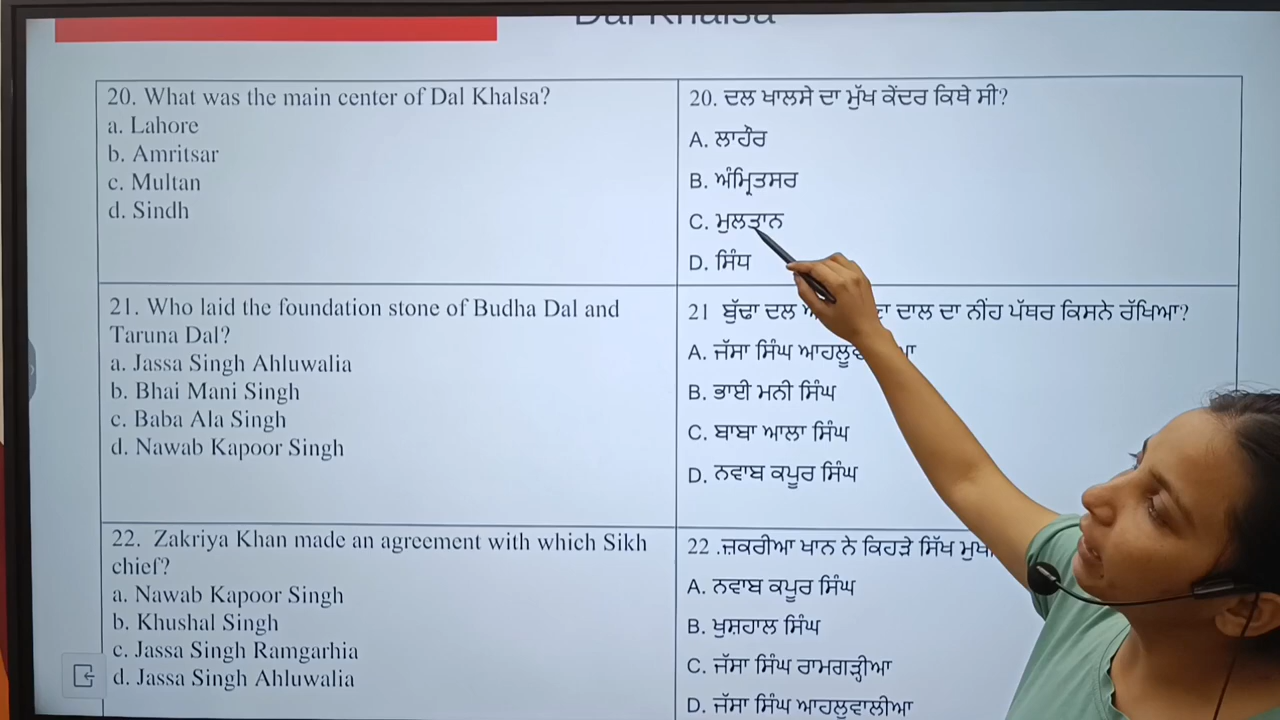 Dal Khalsa
20. What was the main center of Dal Khalsa?
a. Lahore
b. Amritsar
c. Multan
d. Sindh
20. ਦਲ ਖਾਲਸੇ ਦਾ ਮੁੱਖ ਕੇਂਦਰ ਕਿਥੇ ਸੀ?
A. ਲਾਹੌਰ
B. ਅੰਮ੍ਰਿਤਸਰ
C. ਮੁਲਤਾਨ
D. ਸਿੰਧ
21. Who laid the foundation stone of Budha Dal and
Taruna Dal?
a. Jassa Singh Ahluwalia
b. Bhai Mani Singh
c. Baba Ala Singh
d. Nawab Kapoor Singh
21 ਬੁੱਢਾ ਦਲ ਦਾਲ ਦਾ ਨੀਂਹ ਪੱਥਰ ਕਿਸਨੇ ਰੱਖਿਆ?
A. ਜੱਸਾ ਸਿੰਘ
B. ਭਾਈ ਮਨੀ ਸਿੰਘ
C. ਬਾਬਾ ਆਲਾ ਸਿੰਘ
D. ਨਵਾਬ ਕਪੂਰ ਸਿੰਘ
22. Zakriya Khan made an agreement with which Sikh
chief?
a. Nawab Kapoor Singh
b. Khushal Singh
c. Jassa Singh Ramgarhia
d. Jassa Singh Ahluwalia
22 .ਜ਼ਕਰੀਆ ਖਾਨ ਨੇ ਕਿਹੜੇ ਸਿੱਖ
A. ਨਵਾਬ ਕਪੂਰ ਸਿੰਘ
B. ਖੁਸ਼ਹਾਲ ਸਿੰਘ
C. ਜੱਸਾ ਸਿੰਘ ਰਾਮਗੜ੍ਹੀਆ
D. ਜੱਸਾ ਸਿੰਘ ਆਹਲੂਵਾਲੀਆ